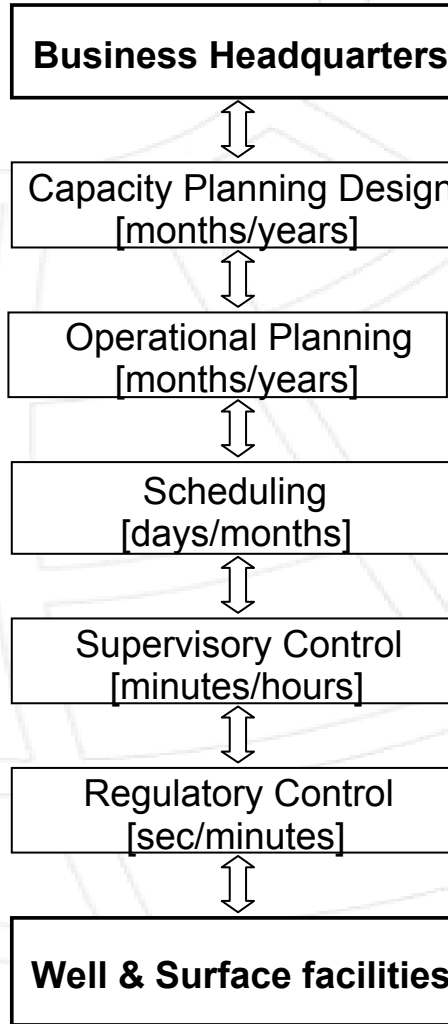 Business Headquarters
Capacity Planning Design
[months/years]
Operational Planning
[months/years]
Scheduling
[days/months]
Supervisory Control
[minutes/hours]
Regulatory Control
[sec/minutes]
Well & Surface facilities